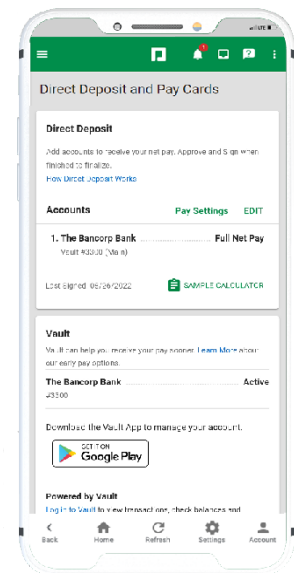 Direct Deposit and Pay Cards
Direct Deposit
Add accounts to receive your net pay. Approve and Sign when
finished to finalize.
How Direct Deposit Works
Accounts Pay Settings EDIT
1. The Bancorp Bank Full Net Pay
Vault #3300 (Main)
Last Signed: 06/26/2022 SAMPLE CALCULATOR
Vault
Vault can help you receive your pay sooner. Learn More about
our early pay options.
The Bancorp Bank Active
#3300
Download the Vault App to manage your account.
GET IT ON
Google Play
Powered by Vault
Log in to Vault to view transactions, check balances and
Back Home Refresh Settings Account